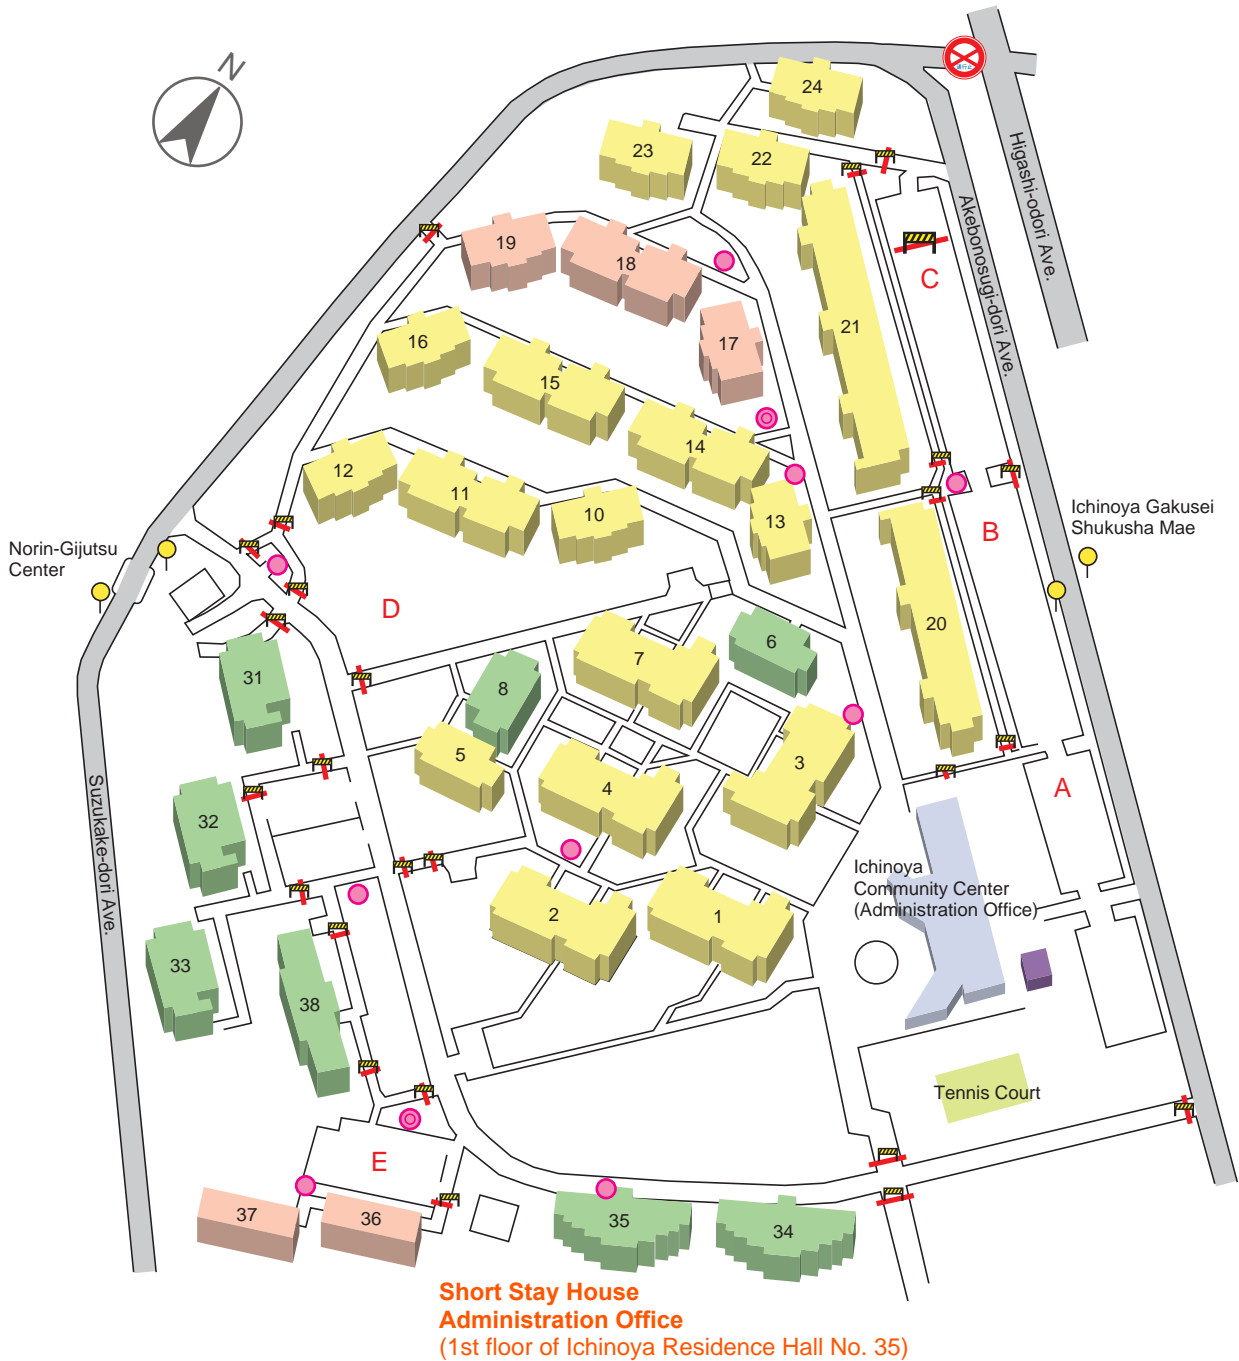 N
24
23
22
Higashi-odori Ave.
Akebonosugi-dori Ave.
19
18
C
21
17
16
15
14
12
11
10
13
B
Ichinoya Gakusei
Shukusha Mae
Norin-Gijutsu
Center
D
20
6
7
31
8
5
3
4
A
Suzukake-dori Ave.
32
Ichinoya
Community Center
(Administration Office)
2
1
33
38
Tennis Court
E
37
36
35
34
Short Stay House
Administration Office
(1st floor of Ichinoya Residence Hall No. 35)